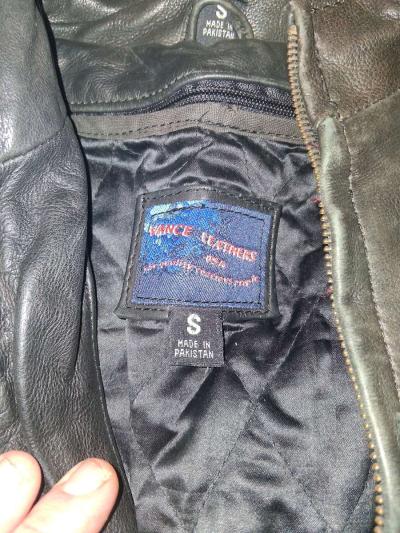 S
MADE IN
PAKISTAN
VANCE LEATHERS
USA
S
MADE IN
PAKISTAN